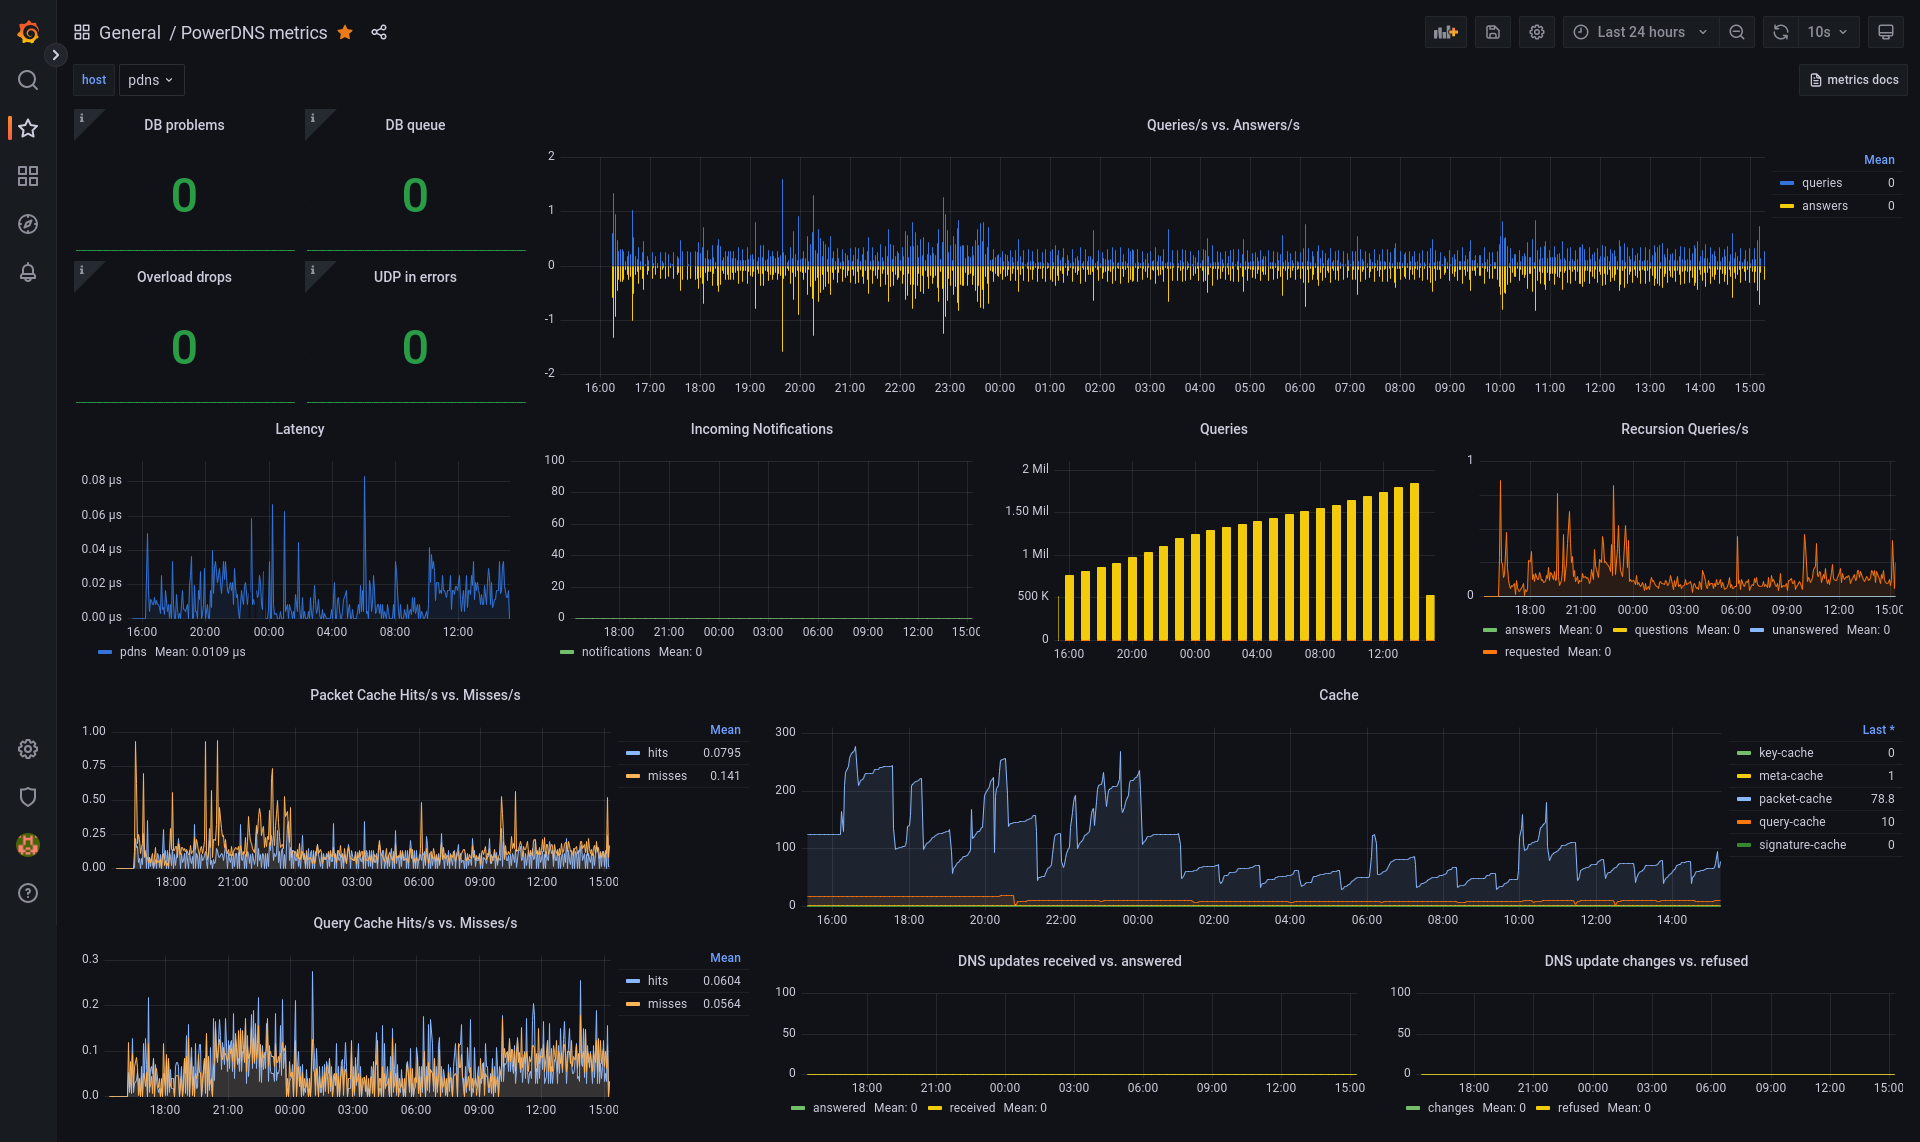 General / PowerDNS metrics
Last 24 hours
10s
host
pdns
metrics docs
i
DB problems
0
i
DB queue
0
i
Overload drops
0
i
UDP in errors
0
Queries/s vs. Answers/s
2
1
0
-1
-2
16:00 17:00 18:00 19:00 20:00 21:00 22:00 23:00 00:00 01:00 02:00 03:00 04:00 05:00 06:00 07:00 08:00 09:00 10:00 11:00 12:00 13:00 14:00 15:00
Mean
queries 0
answers 0
Latency
0.08 µs
0.06 µs
0.04 µs
0.02 µs
0.00 µs
16:00 20:00 00:00 04:00 08:00 12:00
pdns Mean: 0.0109 µs
Incoming Notifications
100
80
60
40
20
0
18:00 21:00 00:00 03:00 06:00 09:00 12:00 15:00
notifications Mean: 0
Queries
2 Mil
1.50 Mil
1 Mil
500 K
0
16:00 20:00 00:00 04:00 08:00 12:00
Recursion Queries/s
1
0
18:00 21:00 00:00 03:00 06:00 09:00 12:00 15:00
answers Mean: 0 questions Mean: 0 unanswered Mean: 0
requested Mean: 0
Packet Cache Hits/s vs. Misses/s
1.00
0.75
0.50
0.25
0.00
18:00 21:00 00:00 03:00 06:00 09:00 12:00 15:00
Mean
hits 0.0795
misses 0.141
Cache
300
200
100
0
16:00 18:00 20:00 22:00 00:00 02:00 04:00 06:00 08:00 10:00 12:00 14:00
Last *
key-cache 0
meta-cache 1
packet-cache 78.8
query-cache 10
signature-cache 0
Query Cache Hits/s vs. Misses/s
0.3
0.2
0.1
0.0
18:00 21:00 00:00 03:00 06:00 09:00 12:00 15:00
Mean
hits 0.0604
misses 0.0564
DNS updates received vs. answered
100
50
0
18:00 21:00 00:00 03:00 06:00 09:00 12:00 15:00
answered Mean: 0 received Mean: 0
DNS update changes vs. refused
100
50
0
18:00 21:00 00:00 03:00 06:00 09:00 12:00 15:00
changes Mean: 0 refused Mean: 0